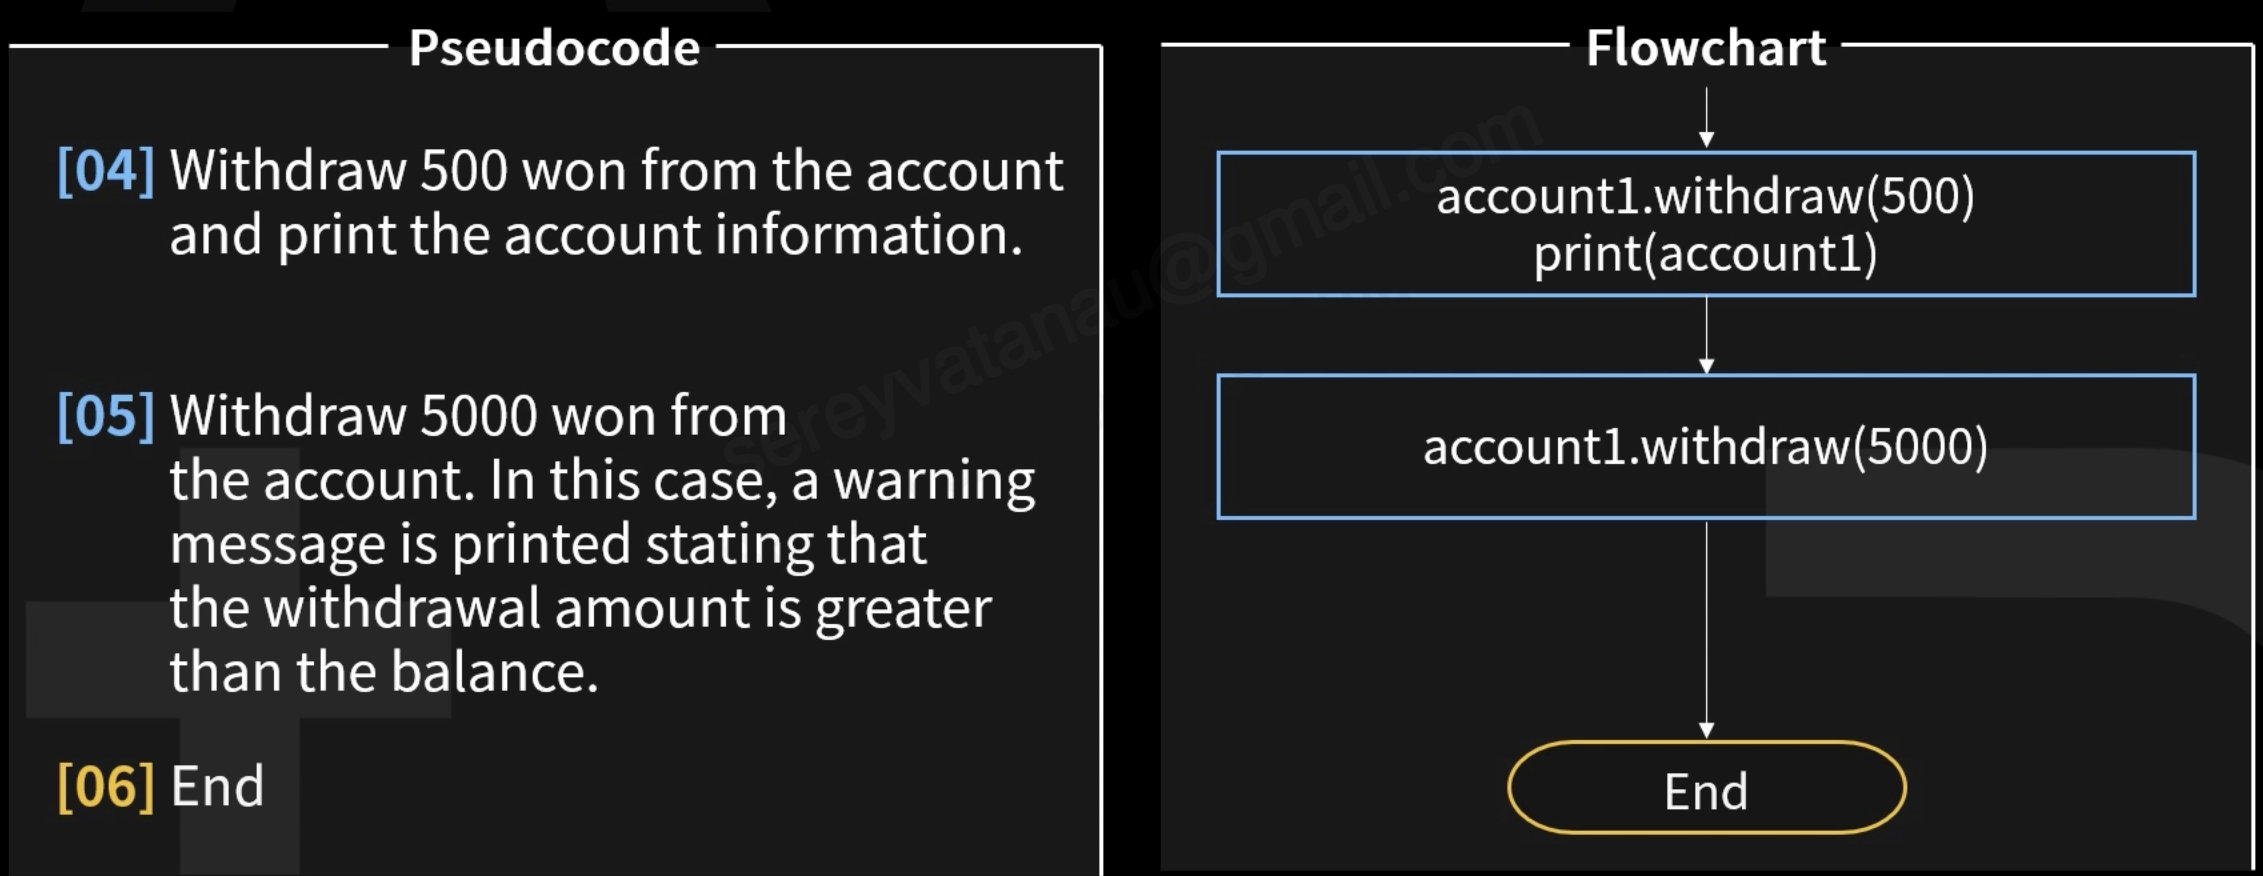 Pseudocode
[04] Withdraw 500 won from the account
and print the account information.
[05] Withdraw 5000 won from
the account. In this case, a warning
message is printed stating that
the withdrawal amount is greater
than the balance.
[06] End
Flowchart
account1.withdraw(500)
print(account1)
account1.withdraw(5000)
End
sereyvatanau@gmail.com